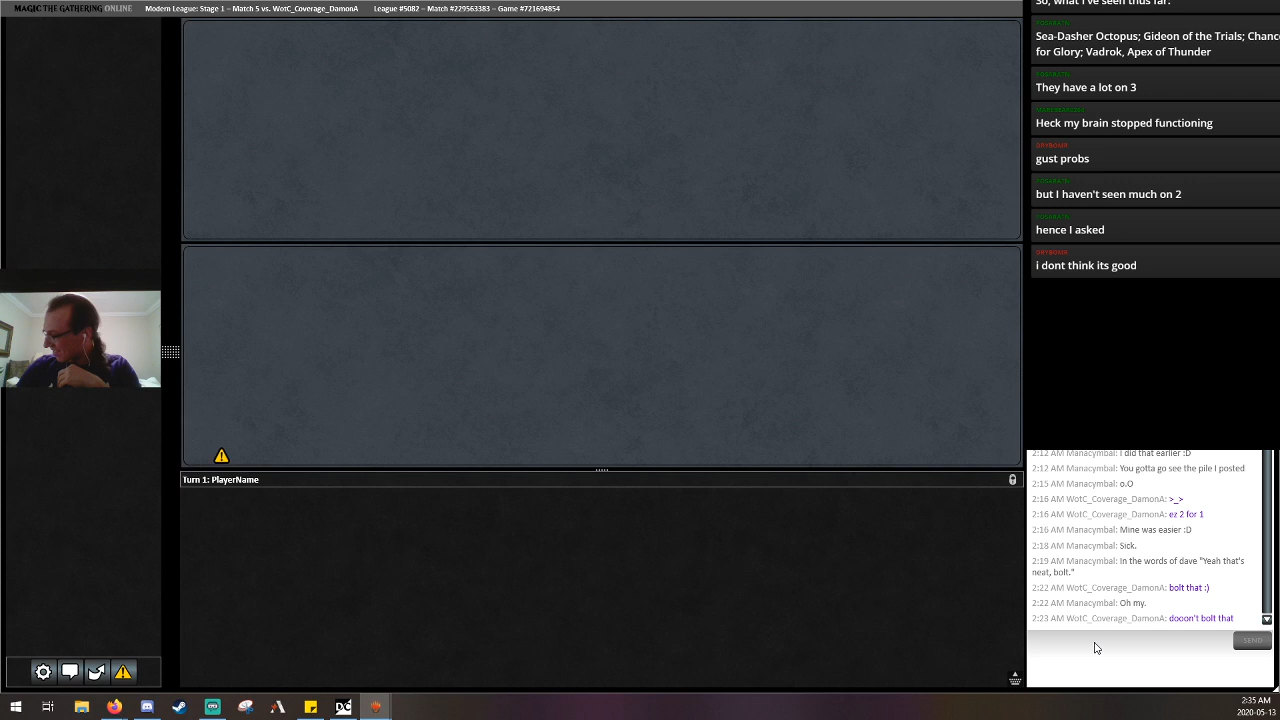 MAGIC THE GATHERING ONLINE
Modern League: Stage 1 – Match 5 vs. WotC_Coverage_DamonA
League #5082 – Match #229563383 – Game #721694854
So, what I've seen thus far:
Sea-Dasher Octopus; Gideon of the Trials; Chance
for Glory; Vadrok, Apex of Thunder
They have a lot on 3
Heck my brain stopped functioning
DRYBOMR
gust probs
but I haven't seen much on 2
hence I asked
DRYBOMR
i dont think its good
Turn 1: PlayerName
2:12 AM Manacymbal: I did that earlier :D
2:12 AM Manacymbal: You gotta go see the pile I posted
2:15 AM Manacymbal: o.O
2:16 AM WotC_Coverage_DamonA: >_>
2:16 AM WotC_Coverage_DamonA: ez 2 for 1
2:16 AM Manacymbal: Mine was easier :D
2:18 AM Manacymbal: Sick.
2:19 AM Manacymbal: In the words of dave "Yeah that's
neat, bolt."
2:22 AM WotC_Coverage_DamonA: bolt that :)
2:22 AM Manacymbal: Oh my.
2:23 AM WotC_Coverage_DamonA: dooon't bolt that
SEND
DC
2:35 AM
2020-05-13